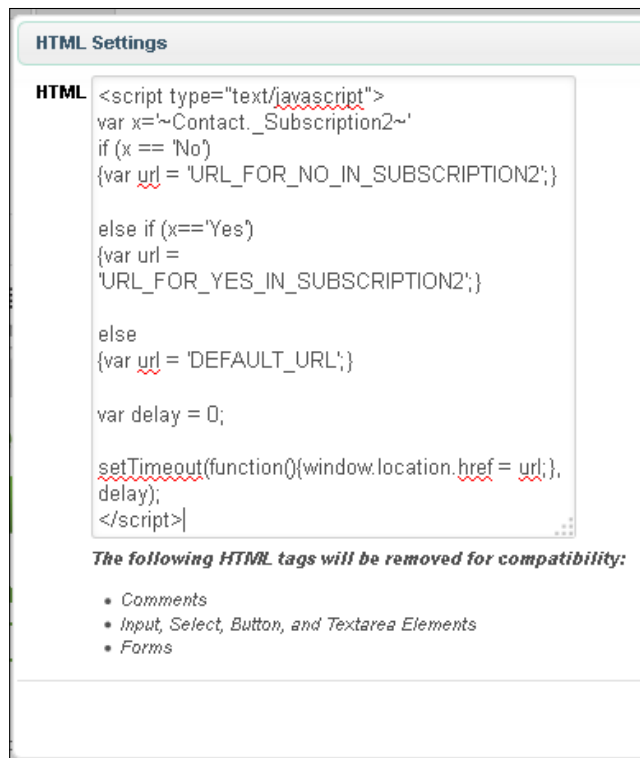 HTML Settings
HTML
<script type="text/javascript">
var x='~Contact._Subscription2~'
if (x == 'No')
{var url = 'URL_FOR_NO_IN_SUBSCRIPTION2';}
else if (x=='Yes')
{var url =
'URL_FOR_YES_IN_SUBSCRIPTION2';}
else
{var url = 'DEFAULT_URL';}
var delay = 0;
setTimeout(function(){window.location.href = url;},
delay);
</script>
The following HTML tags will be removed for compatibility:
• Comments
• Input, Select, Button, and Textarea Elements
• Forms